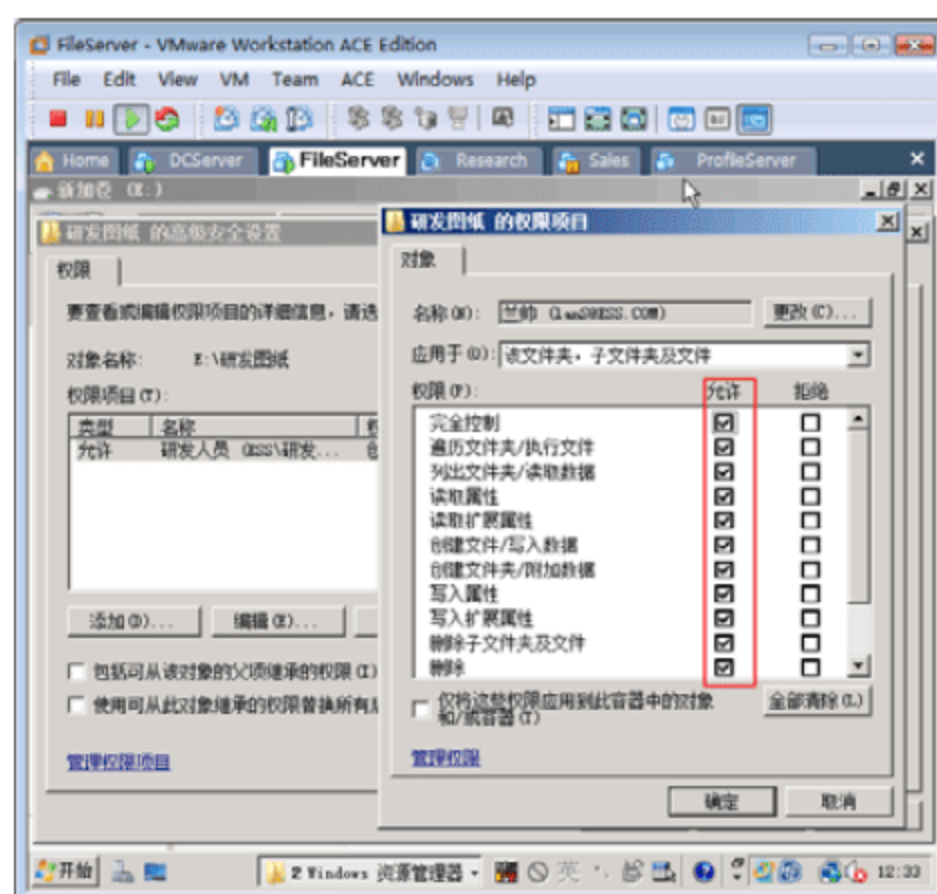 FileServer - VMware Workstation ACE Edition
File Edit View VM Team ACE Windows Help
Home DCServer FileServer Research Sales ProfileServer
新加卷 (E:)
研发图纸 的高级安全设置
权限
要查看或编辑权限项目的详细信息，请选
对象名称: E:\研发图纸
权限项目(T):
类型 名称
允许 研发人员 (ESS\研发...
添加(D)... 编辑(E)...
包括可从该对象的父项继承的权限(I)
使用可从此对象继承的权限替换所有
管理权限项目
研发图纸 的权限项目
对象
名称(N): 兰帅 (Lans@ESS.COM) 更改(C)...
应用于(O): 该文件夹，子文件夹及文件
权限(P): 允许 拒绝
完全控制
遍历文件夹/执行文件
列出文件夹/读取数据
读取属性
读取扩展属性
创建文件/写入数据
创建文件夹/附加数据
写入属性
写入扩展属性
删除子文件夹及文件
删除
仅将这些权限应用到此容器中的对象
和/或容器(T)
全部清除(L)
管理权限
确定 取消
开始 2 Windows 资源管理器 英 12:33